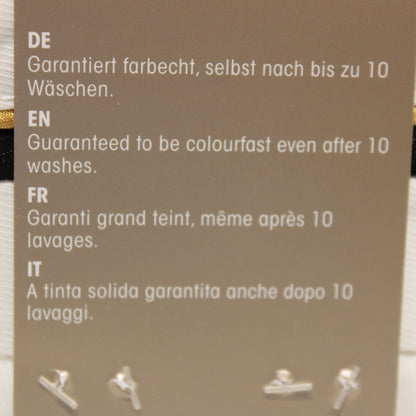 DE
Garantiert farbecht, selbst nach bis zu 10
Wäschen.
EN
Guaranteed to be colourfast even after 10
washes.
FR
Garanti grand teint, même après 10
lavages.
IT
A tinta solida garantita anche dopo 10
lavaggi.